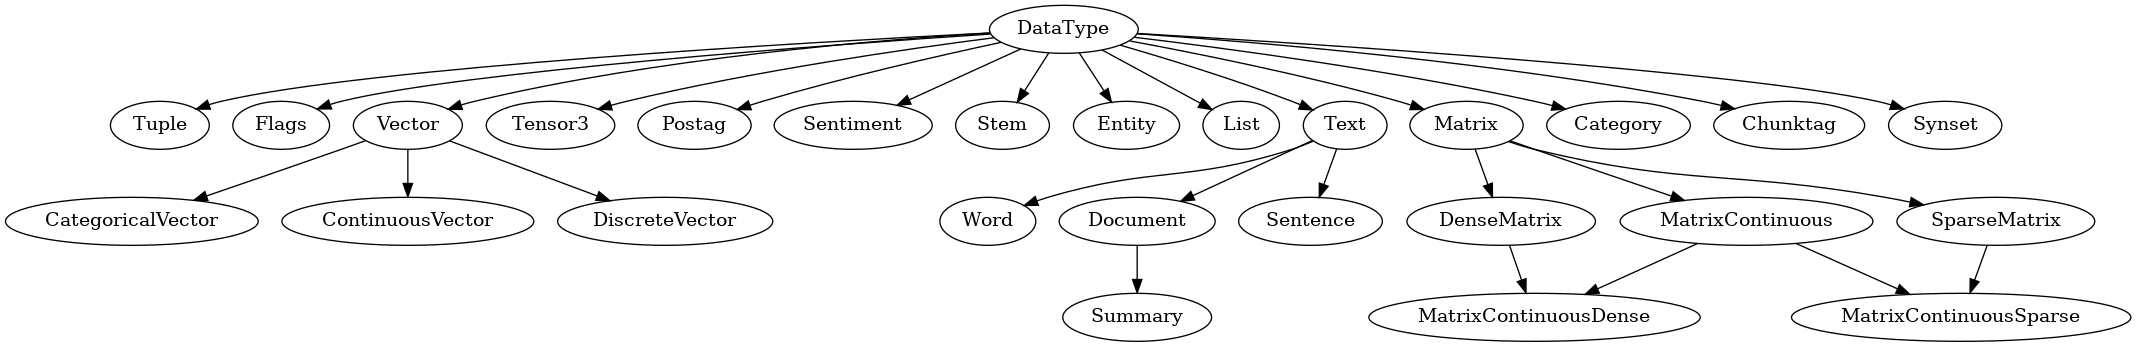 DataType
Tuple
Flags
Vector
Tensor3
Postag
Sentiment
Stem
Entity
List
Text
Matrix
Category
Chunktag
Synset
CategoricalVector
ContinuousVector
DiscreteVector
Word
Document
Sentence
DenseMatrix
MatrixContinuous
SparseMatrix
Summary
MatrixContinuousDense
MatrixContinuousSparse